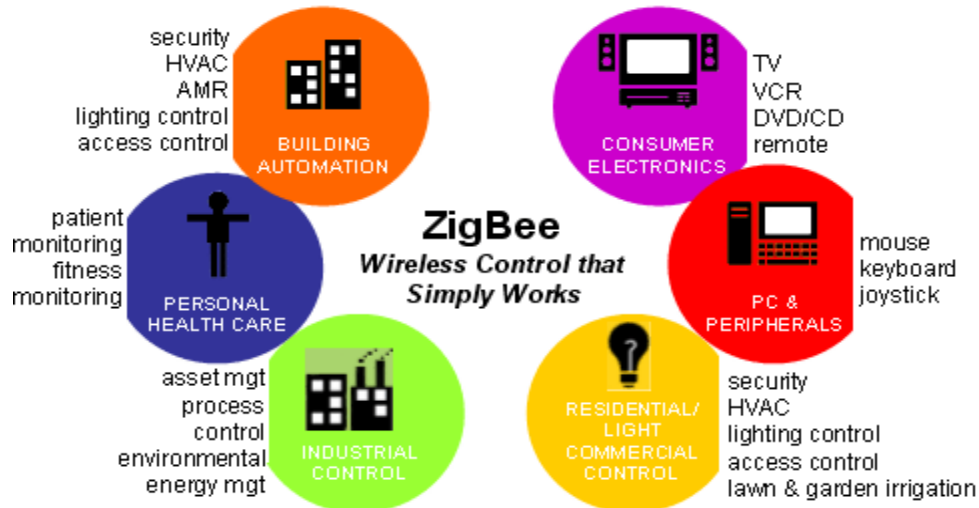 security
HVAC
AMR
lighting control
access control
BUILDING
AUTOMATION
CONSUMER
ELECTRONICS
TV
VCR
DVD/CD
remote
patient
monitoring
fitness
monitoring
PERSONAL
HEALTH CARE
ZigBee
Wireless Control that
Simply Works
PC &
PERIPHERALS
mouse
keyboard
joystick
asset mgt
process
control
environmental
energy mgt
INDUSTRIAL
CONTROL
?
RESIDENTIAL/
LIGHT
COMMERCIAL
CONTROL
security
HVAC
lighting control
access control
lawn & garden irrigation